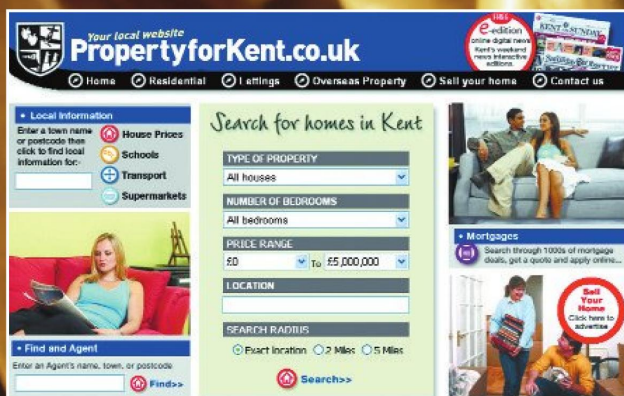 Your local website
PropertyforKent.co.uk
FREE
e-edition
online digital news
Kent's weekend
news interactive
editions.
KENT ON SUNDAY
Home
Residential
Lettings
Overseas Property
Sell your home
Contact us
• Local Information
Enter a town name
or postcode then
click to find local
information for:-
House Prices
Schools
Transport
Supermarkets
Search for homes in Kent
TYPE OF PROPERTY
All houses
NUMBER OF BEDROOMS
All bedrooms
PRICE RANGE
£0 To £5,000,000
LOCATION
SEARCH RADIUS
Exact location 2 Miles 5 Miles
Search>>
• Find and Agent
Enter an Agent's name, town, or postcode
Find>>
• Mortgages
Search through 1000s of mortgage
deals, get a quote and apply online...
Sell
Your
Home
Click here to
advertise